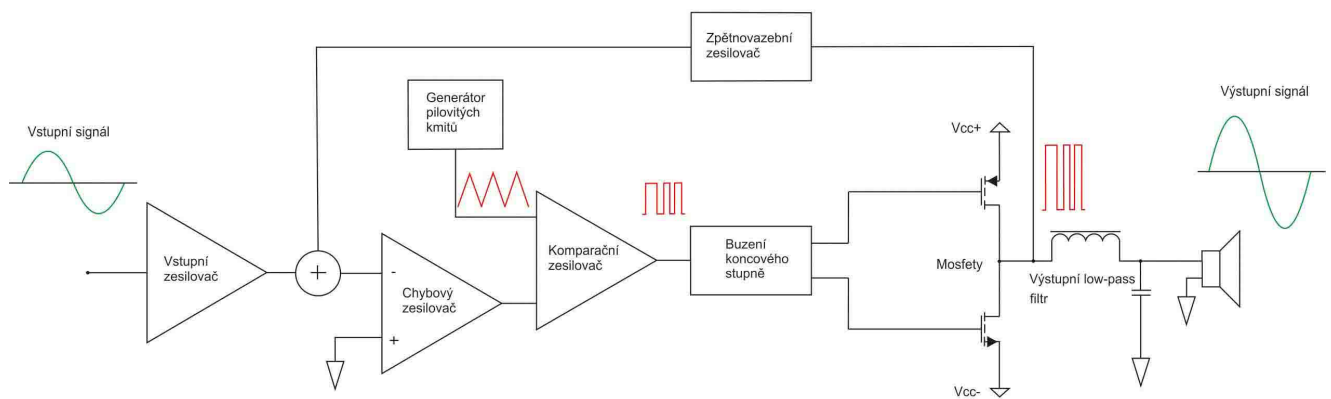 Zpětnovazební
zesilovač
Generátor
pilovitých
kmitů
Výstupní signál
Vstupní signál
Vcc+
Vstupní
zesilovač
+
-
Chybový
zesilovač
+
Komparační
zesilovač
Buzení
koncového
stupně
Mosfety
Výstupní low-pass
filtr
Vcc-